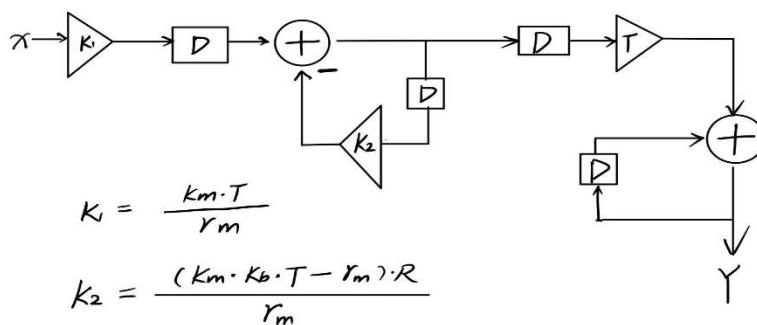 x K₁ D + - D T
D
K₂
D +
K₁ = Km·T / rm
Y
K₂ = (Km·Kb·T − rm)·R / rm